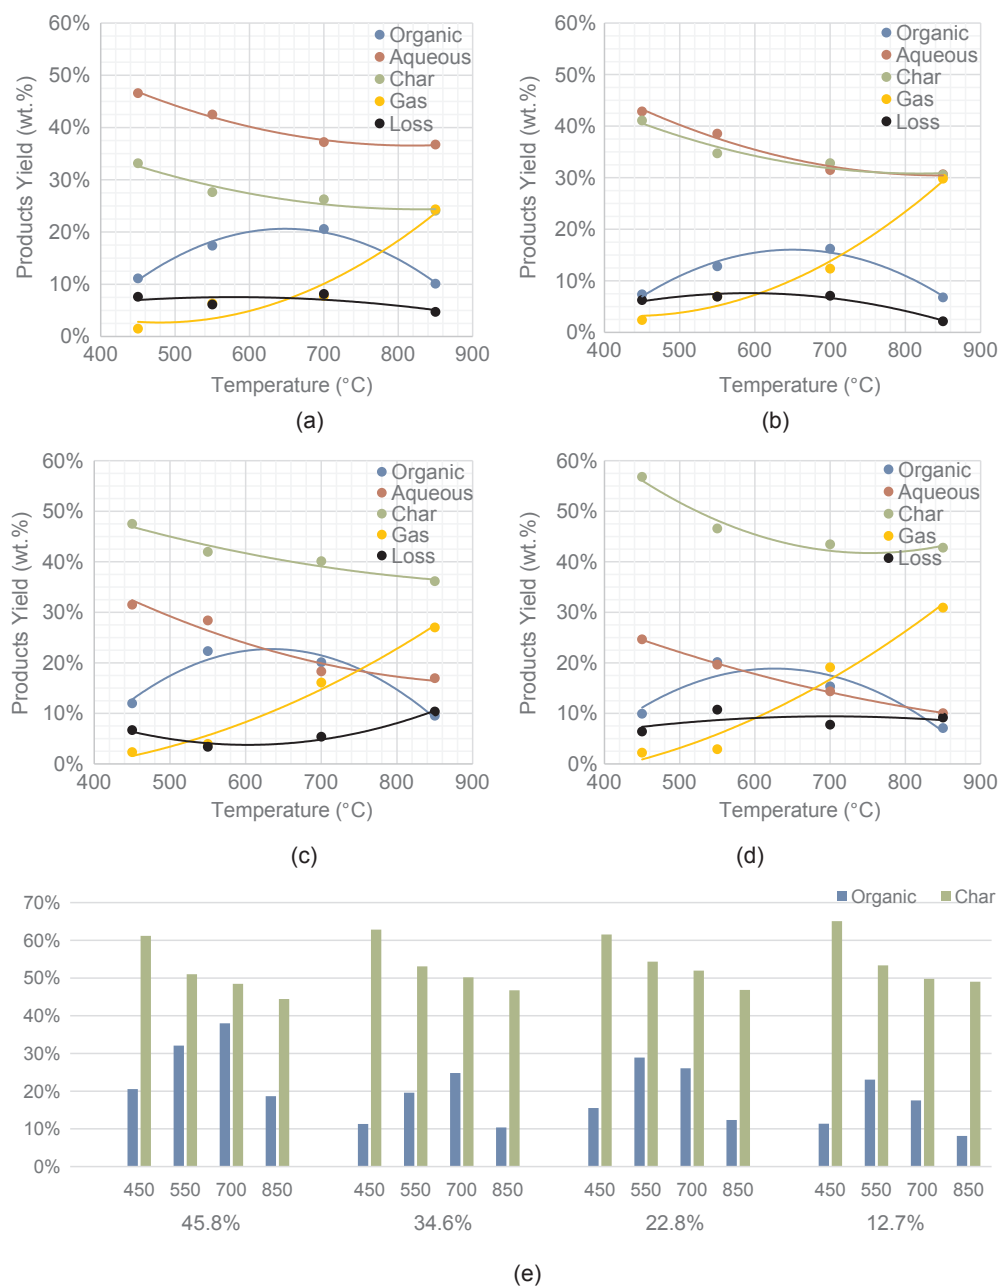 60%
50%
40%
30%
20%
10%
0%
Products Yield (wt.%)
Organic
Aqueous
Char
Gas
Loss
400 500 600 700 800 900
Temperature (°C)
(a)
60%
50%
40%
30%
20%
10%
0%
Products Yield (wt.%)
Organic
Aqueous
Char
Gas
Loss
400 500 600 700 800 900
Temperature (°C)
(b)
60%
50%
40%
30%
20%
10%
0%
Products Yield (wt.%)
Organic
Aqueous
Char
Gas
Loss
400 500 600 700 800 900
Temperature (°C)
(c)
60%
50%
40%
30%
20%
10%
0%
Products Yield (wt.%)
Organic
Aqueous
Char
Gas
Loss
400 500 600 700 800 900
Temperature (°C)
(d)
Organic Char
70%
60%
50%
40%
30%
20%
10%
0%
450 550 700 850 450 550 700 850 450 550 700 850 450 550 700 850
45.8% 34.6% 22.8% 12.7%
(e)